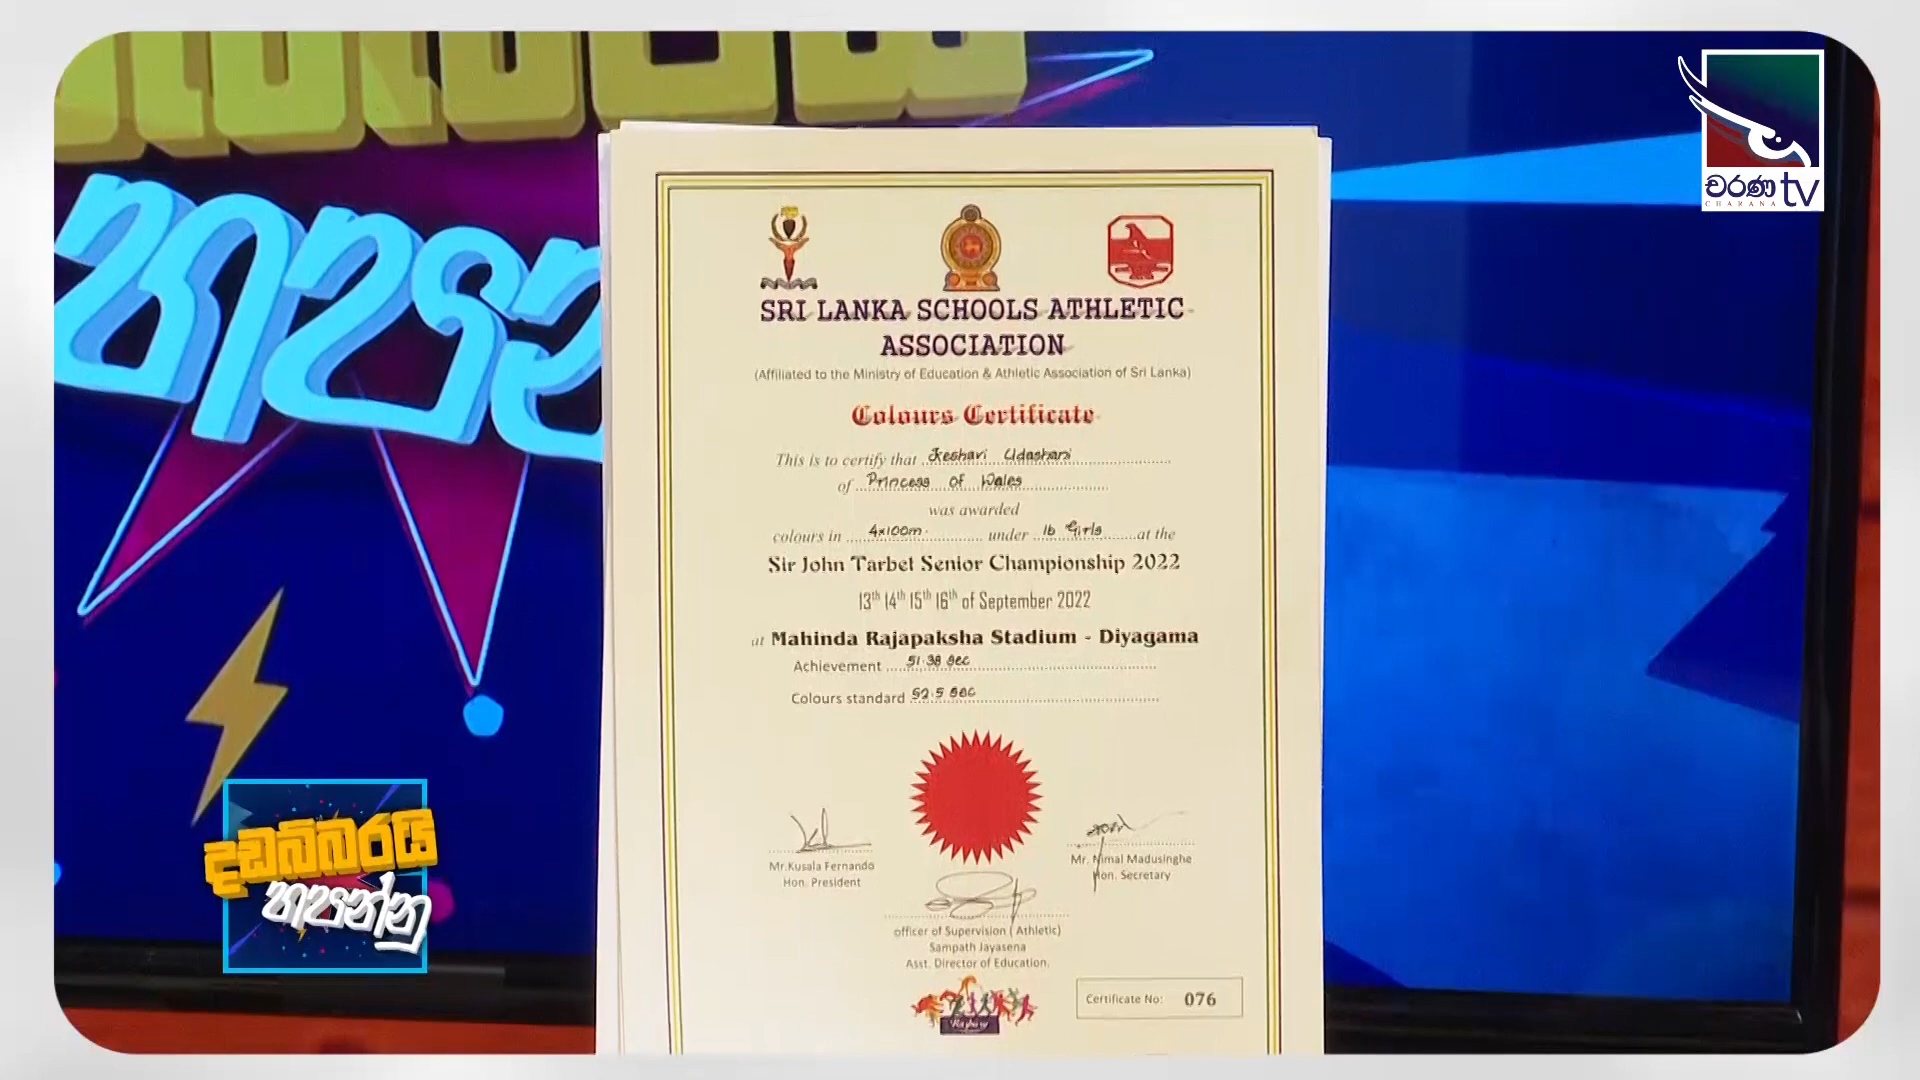 හපන්
චරණ tv
CHARANA
SRI LANKA SCHOOLS ATHLETIC
ASSOCIATION
(Affiliated to the Ministry of Education & Athletic Association of Sri Lanka)
Colours Certificate
This is to certify that Keshavi Udashani
of Princess of Wales
was awarded
colours in 4x100m. under 16 Girls at the
Sir John Tarbet Senior Championship 2022
13th 14th 15th 16th of September 2022
at Mahinda Rajapaksha Stadium - Diyagama
Achievement 51.38 sec
Colours standard 52.5 sec
Mr.Kusala Fernando
Hon. President
Mr. Nimal Madusinghe
Hon. Secretary
officer of Supervision ( Athletic)
Sampath Jayasena
Asst. Director of Education.
Certificate No: 076
දඩබ්බරයි
හපන්නු